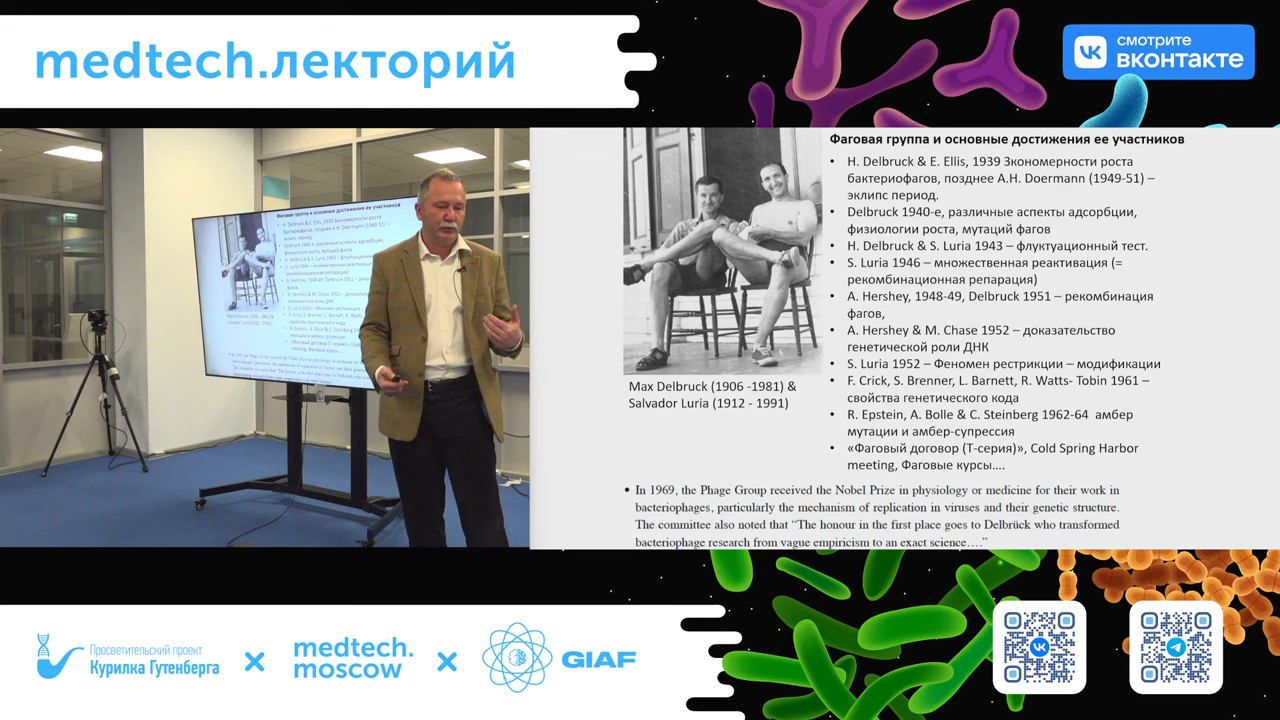 medtech.лекторий
смотрите
вконтакте
Фаговая группа и основные достижения ее участников
• H. Delbruck & E. Ellis, 1939 Зкономерности роста
бактериофагов, позднее A.H. Doermann (1949-51) –
эклипс период.
• Delbruck 1940-е, различные аспекты адсорбции,
физиологии роста, мутаций фагов
• H. Delbruck & S. Luria 1943 – флуктуационный тест.
• S. Luria 1946 – множественная реактивация (=
рекомбинационная репарация)
• A. Hershey, 1948-49, Delbruck 1951 – рекомбинация
фагов,
• A. Hershey & M. Chase 1952 – доказательство
генетической роли ДНК
• S. Luria 1952 – Феномен рестрикции – модификации
• F. Crick, S. Brenner, L. Barnett, R. Watts- Tobin 1961 –
свойства генетического кода
• R. Epstein, A. Bolle & C. Steinberg 1962-64 амбер
мутации и амбер-супрессия
• «Фаговый договор (Т-серия)», Cold Spring Harbor
meeting, Фаговые курсы….
Max Delbruck (1906 -1981) &
Salvador Luria (1912 - 1991)
• In 1969, the Phage Group received the Nobel Prize in physiology or medicine for their work in
bacteriophages, particularly the mechanism of replication in viruses and their genetic structure.
The committee also noted that “The honour in the first place goes to Delbrück who transformed
bacteriophage research from vague empiricism to an exact science….”
Просветительский проект
Курилка Гутенберга
medtech.
moscow
GIAF